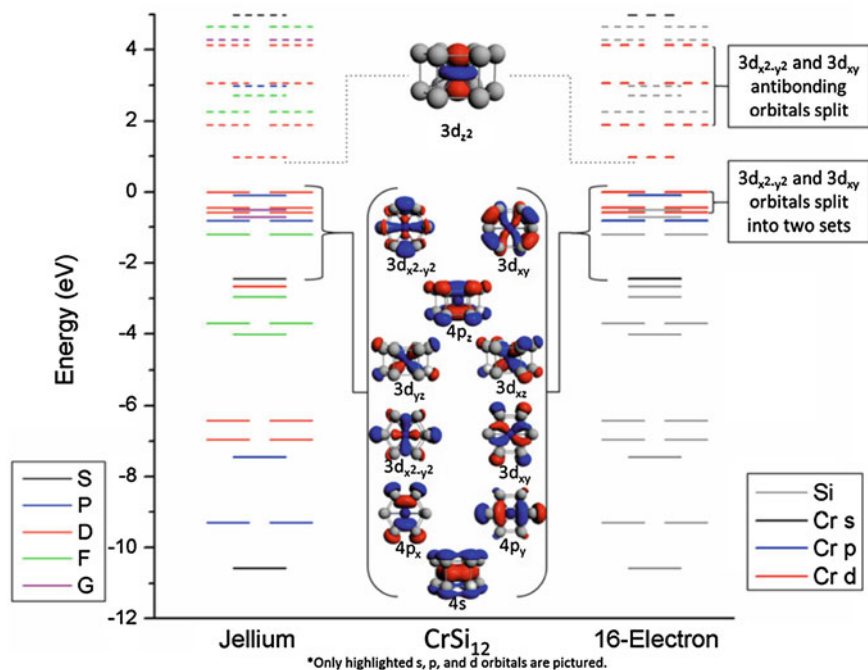 4
2
0
-2
-4
-6
-8
-10
-12
Energy (eV)
S
P
D
F
G
3dz2
3dx2-y2
3dxy
4pz
3dyz
3dxz
3dx2-y2
3dxy
4px
4py
4s
3dx2-y2 and 3dxy
antibonding
orbitals split
3dx2-y2 and 3dxy
orbitals split
into two sets
Si
Cr s
Cr p
Cr d
Jellium
CrSi12
16-Electron
*Only highlighted s, p, and d orbitals are pictured.